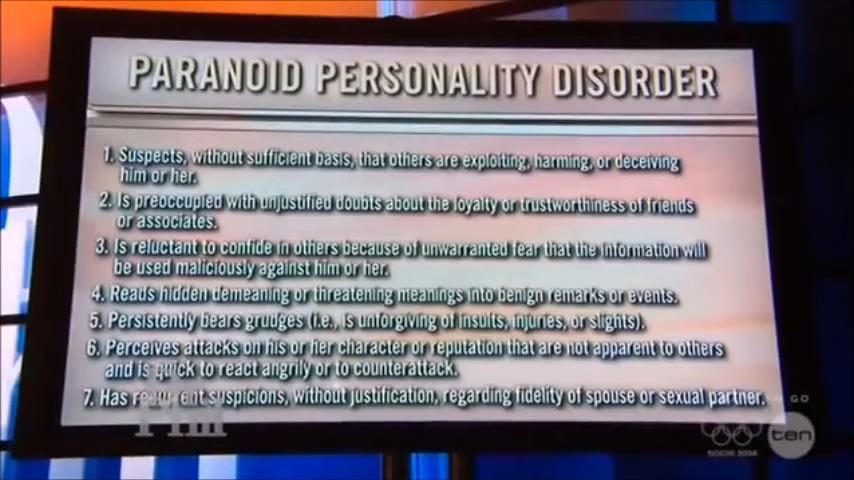 PARANOID PERSONALITY DISORDER
1. Suspects, without sufficient basis, that others are exploiting, harming, or deceiving
him or her.
2. Is preoccupied with unjustified doubts about the loyalty or trustworthiness of friends
or associates.
3. Is reluctant to confide in others because of unwarranted fear that the information will
be used maliciously against him or her.
4. Reads hidden demeaning or threatening meanings into benign remarks or events.
5. Persistently bears grudges (i.e., is unforgiving of insults, injuries, or slights).
6. Perceives attacks on his or her character or reputation that are not apparent to others
and is quick to react angrily or to counterattack.
7. Has recurrent suspicions, without justification, regarding fidelity of spouse or sexual partner.
GO
SOCHI 2014
ten